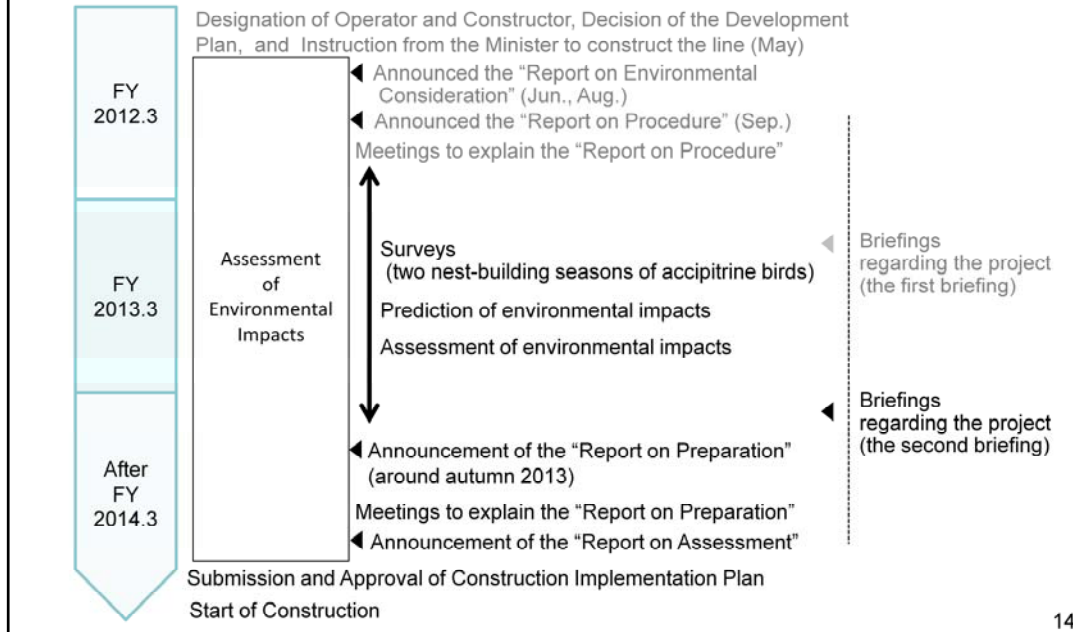 Designation of Operator and Constructor, Decision of the Development
Plan, and Instruction from the Minister to construct the line (May)
FY
2012.3
Announced the “Report on Environmental
Consideration” (Jun., Aug.)
Announced the “Report on Procedure” (Sep.)
Meetings to explain the “Report on Procedure”
FY
2013.3
Assessment
of
Environmental
Impacts
Surveys
(two nest-building seasons of accipitrine birds)
Prediction of environmental impacts
Assessment of environmental impacts
Briefings
regarding the project
(the first briefing)
Briefings
regarding the project
(the second briefing)
After
FY
2014.3
Announcement of the “Report on Preparation”
(around autumn 2013)
Meetings to explain the “Report on Preparation”
Announcement of the “Report on Assessment”
Submission and Approval of Construction Implementation Plan
Start of Construction
14